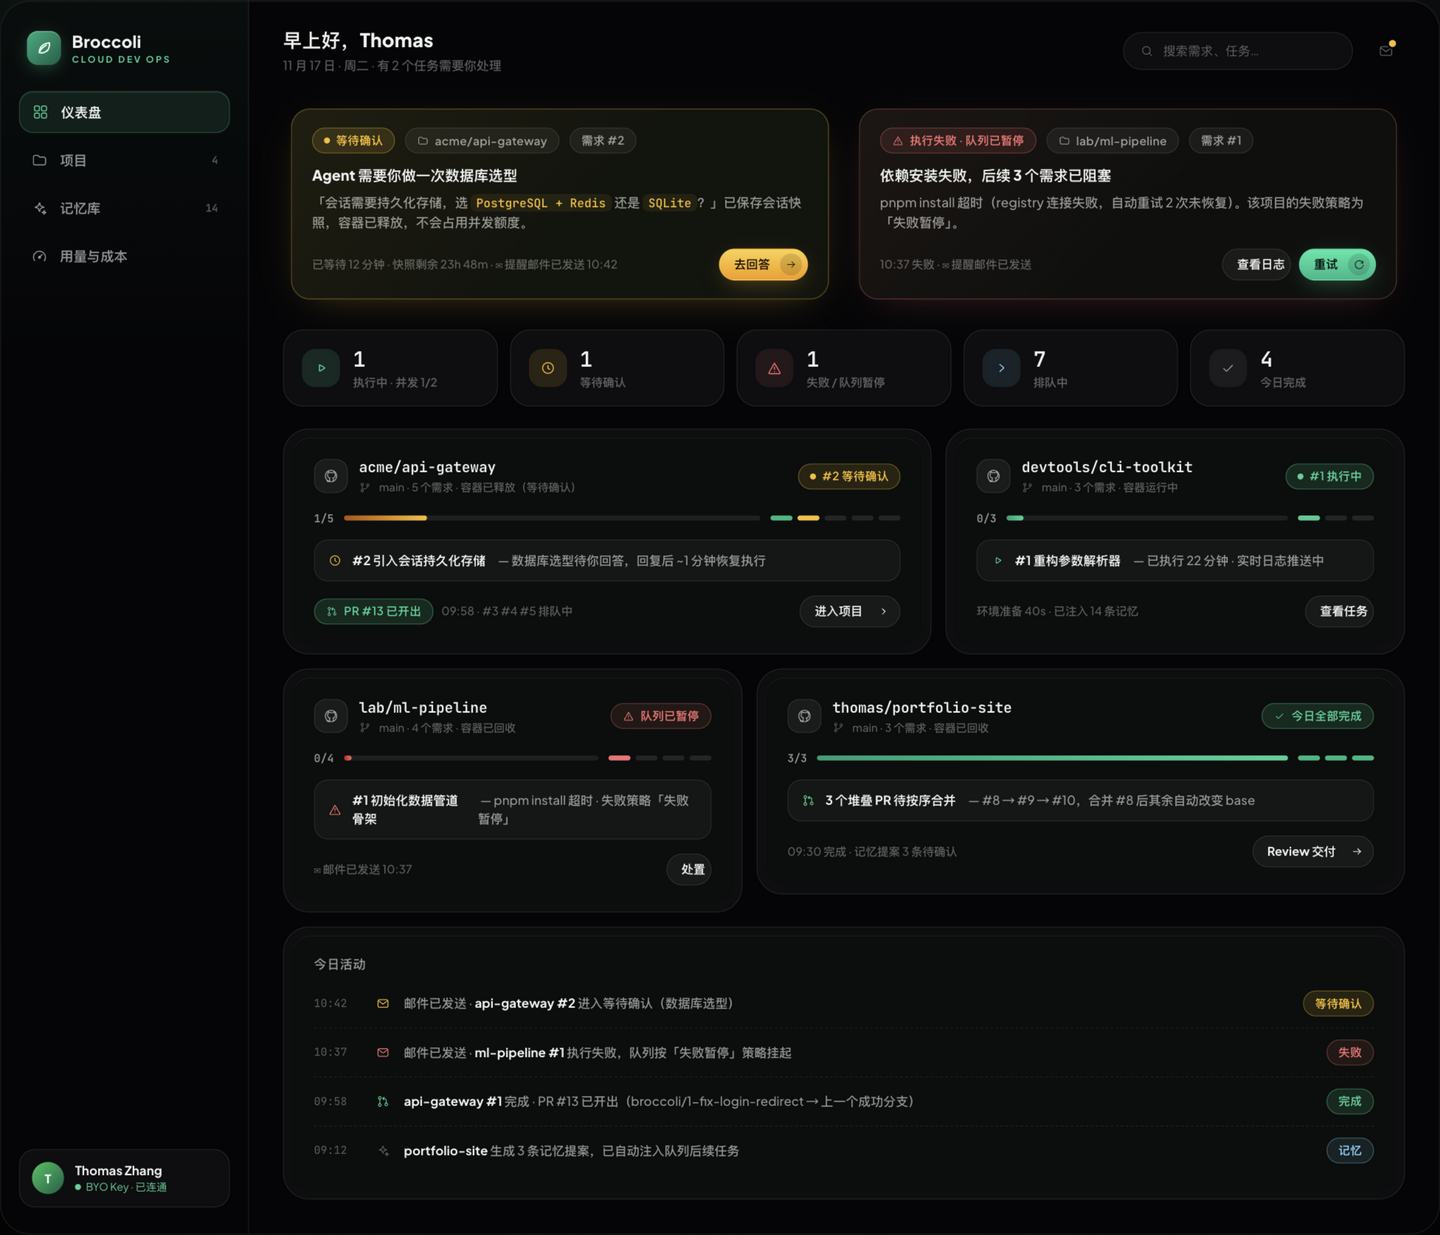 Broccoli
CLOUD DEV OPS
仪表盘
项目 4
记忆库 14
用量与成本
Thomas Zhang
BYO Key · 已连通
T
早上好，Thomas
11 月 17 日 · 周二 · 有 2 个任务需要你处理
搜索需求、任务...
等待确认 acme/api-gateway 需求 #2
Agent 需要你做一次数据库选型
「会话需要持久化存储，选 PostgreSQL + Redis 还是 SQLite ？」已保存会话快
照，容器已释放，不会占用并发额度。
已等待 12 分钟 · 快照剩余 23h 48m · ✉ 提醒邮件已发送 10:42
去回答 →
执行失败 · 队列已暂停 lab/ml-pipeline 需求 #1
依赖安装失败，后续 3 个需求已阻塞
pnpm install 超时（registry 连接失败，自动重试 2 次未恢复）。该项目的失败策略为
「失败暂停」。
10:37 失败 · ✉ 提醒邮件已发送
查看日志 重试
1
执行中 · 并发 1/2
1
等待确认
1
失败 / 队列暂停
7
排队中
4
今日完成
acme/api-gateway
main · 5 个需求 · 容器已释放（等待确认）
#2 等待确认
1/5
#2 引入会话持久化存储 — 数据库选型待你回答，回复后 ~1 分钟恢复执行
PR #13 已开出 09:58 · #3 #4 #5 排队中
进入项目
devtools/cli-toolkit
main · 3 个需求 · 容器运行中
#1 执行中
0/3
#1 重构参数解析器 — 已执行 22 分钟 · 实时日志推送中
环境准备 40s · 已注入 14 条记忆
查看任务
lab/ml-pipeline
main · 4 个需求 · 容器已回收
队列已暂停
0/4
#1 初始化数据管道 — pnpm install 超时 · 失败策略「失败
骨架 暂停」
✉ 邮件已发送 10:37
处置
thomas/portfolio-site
main · 3 个需求 · 容器已回收
今日全部完成
3/3
3 个堆叠 PR 待按序合并 — #8 → #9 → #10，合并 #8 后其余自动改变 base
09:30 完成 · 记忆提案 3 条待确认
Review 交付 →
今日活动
10:42 邮件已发送 · api-gateway #2 进入等待确认（数据库选型） 等待确认
10:37 邮件已发送 · ml-pipeline #1 执行失败，队列按「失败暂停」策略挂起 失败
09:58 api-gateway #1 完成 · PR #13 已开出（broccoli/1-fix-login-redirect → 上一个成功分支） 完成
09:12 portfolio-site 生成 3 条记忆提案，已自动注入队列后续任务 记忆